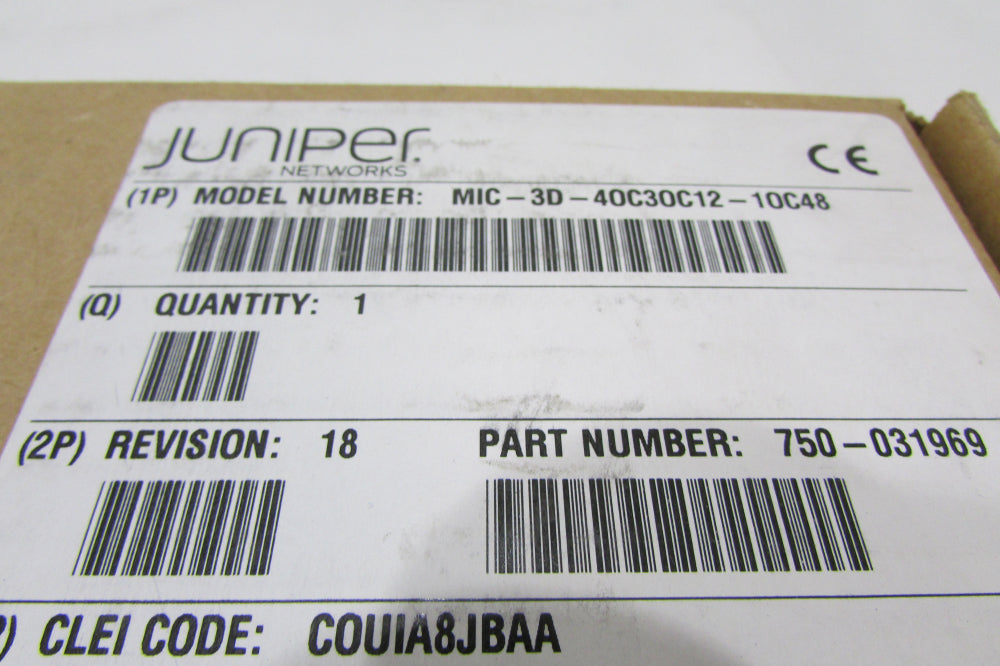 JUNIPER
NETWORKS
CE
(1P) MODEL NUMBER: MIC-3D-4OC3OC12-1OC48
(Q) QUANTITY: 1
(2P) REVISION: 18 PART NUMBER: 750-031969
) CLEI CODE: COUIA8JBAA